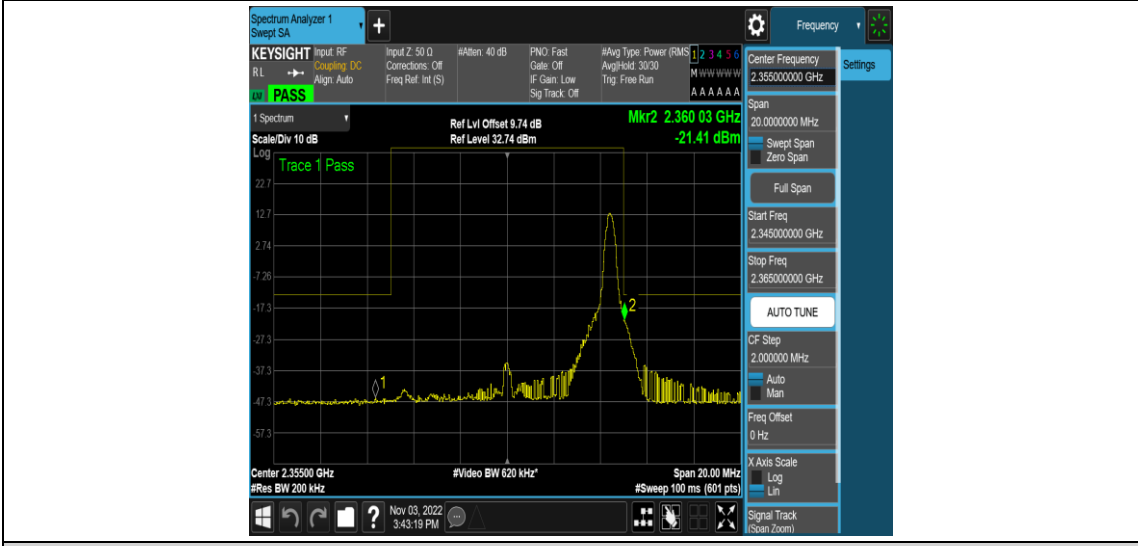 Spectrum Analyzer 1
Swept SA
+
Frequency
KEYSIGHT
RL
LXI PASS
Input: RF
Coupling: DC
Align: Auto
Input Z: 50 Ω
Corrections: Off
Freq Ref: Int (S)
#Atten: 40 dB
PNO: Fast
Gate: Off
IF Gain: Low
Sig Track: Off
#Avg Type: Power (RMS
Avg|Hold: 30/30
Trig: Free Run
1 2 3 4 5 6
M W W W W W
A A A A A A
1 Spectrum
Scale/Div 10 dB
Ref Lvl Offset 9.74 dB
Ref Level 32.74 dBm
Mkr2 2.360 03 GHz
-21.41 dBm
Log
Trace 1 Pass
22.7
12.7
2.74
-7.26
-17.3
-27.3
-37.3
-47.3
-57.3
1
2
Center 2.35500 GHz
#Res BW 200 kHz
#Video BW 620 kHz*
Span 20.00 MHz
#Sweep 100 ms (601 pts)
?
Nov 03, 2022
3:43:19 PM
Center Frequency
2.355000000 GHz
Settings
Span
20.0000000 MHz
Swept Span
Zero Span
Full Span
Start Freq
2.345000000 GHz
Stop Freq
2.365000000 GHz
AUTO TUNE
CF Step
2.000000 MHz
Auto
Man
Freq Offset
0 Hz
X Axis Scale
Log
Lin
Signal Track
(Span Zoom)